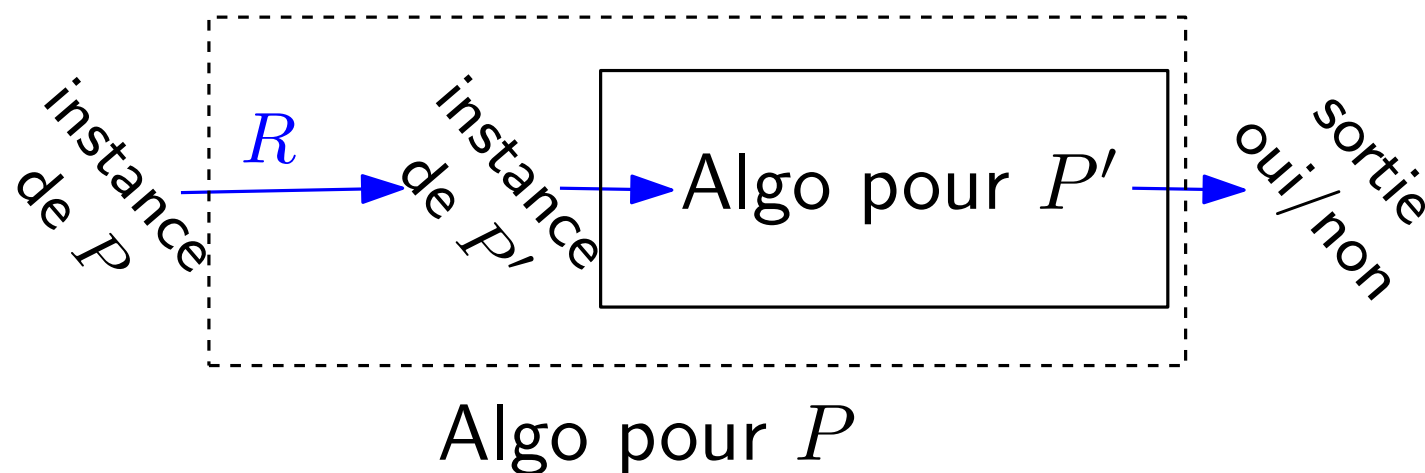 instance
de P
R
instance
de P′
Algo pour P′
sortie
oui/non
Algo pour P